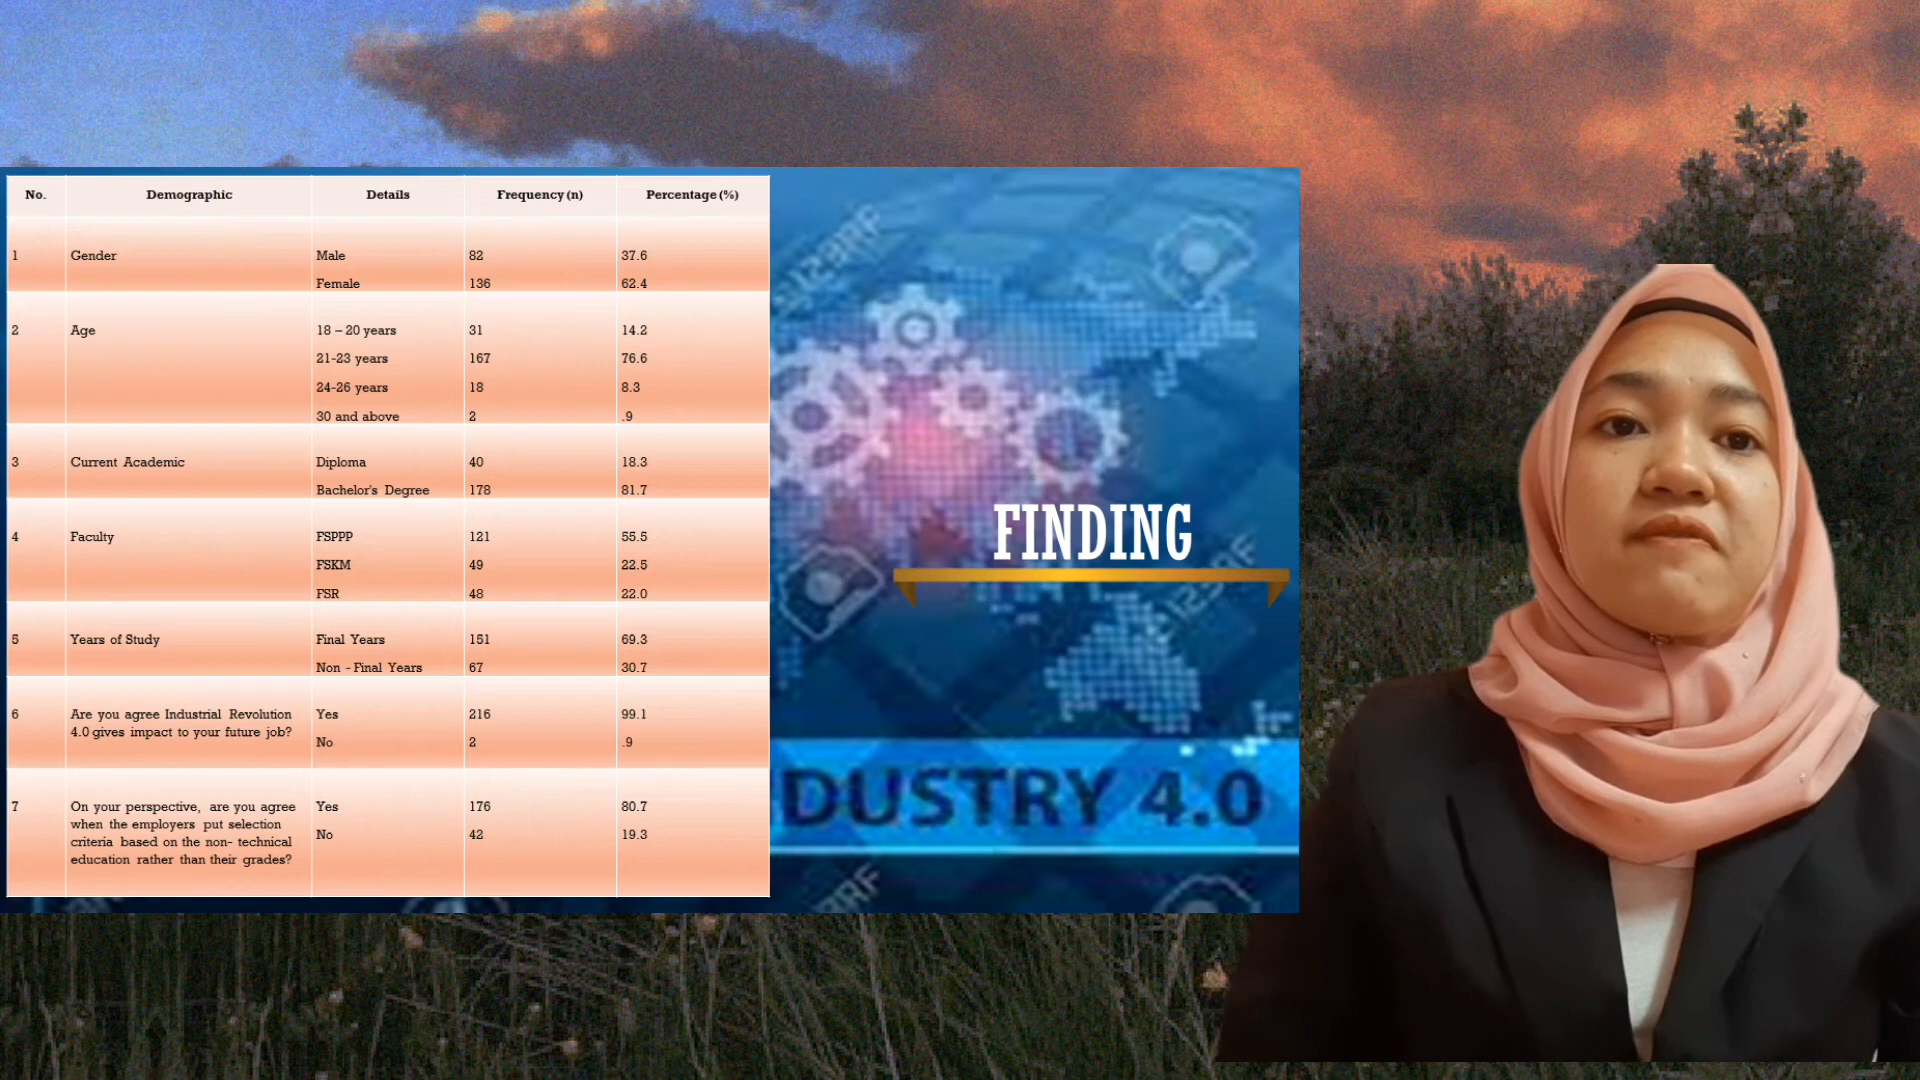 No. Demographic Details Frequency (n) Percentage (%)
1 Gender Male 82 37.6
Female 136 62.4
2 Age 18 – 20 years 31 14.2
21-23 years 167 76.6
24-26 years 18 8.3
30 and above 2 .9
3 Current Academic Diploma 40 18.3
Bachelor's Degree 178 81.7
4 Faculty FSPPP 121 55.5
FSKM 49 22.5
FSR 48 22.0
5 Years of Study Final Years 151 69.3
Non - Final Years 67 30.7
6 Are you agree Industrial Revolution Yes 216 99.1
4.0 gives impact to your future job?
No 2 .9
7 On your perspective, are you agree Yes 176 80.7
when the employers put selection
No 42 19.3
criteria based on the non- technical
education rather than their grades?
FINDING
DUSTRY 4.0
123RF
123RF
123RF